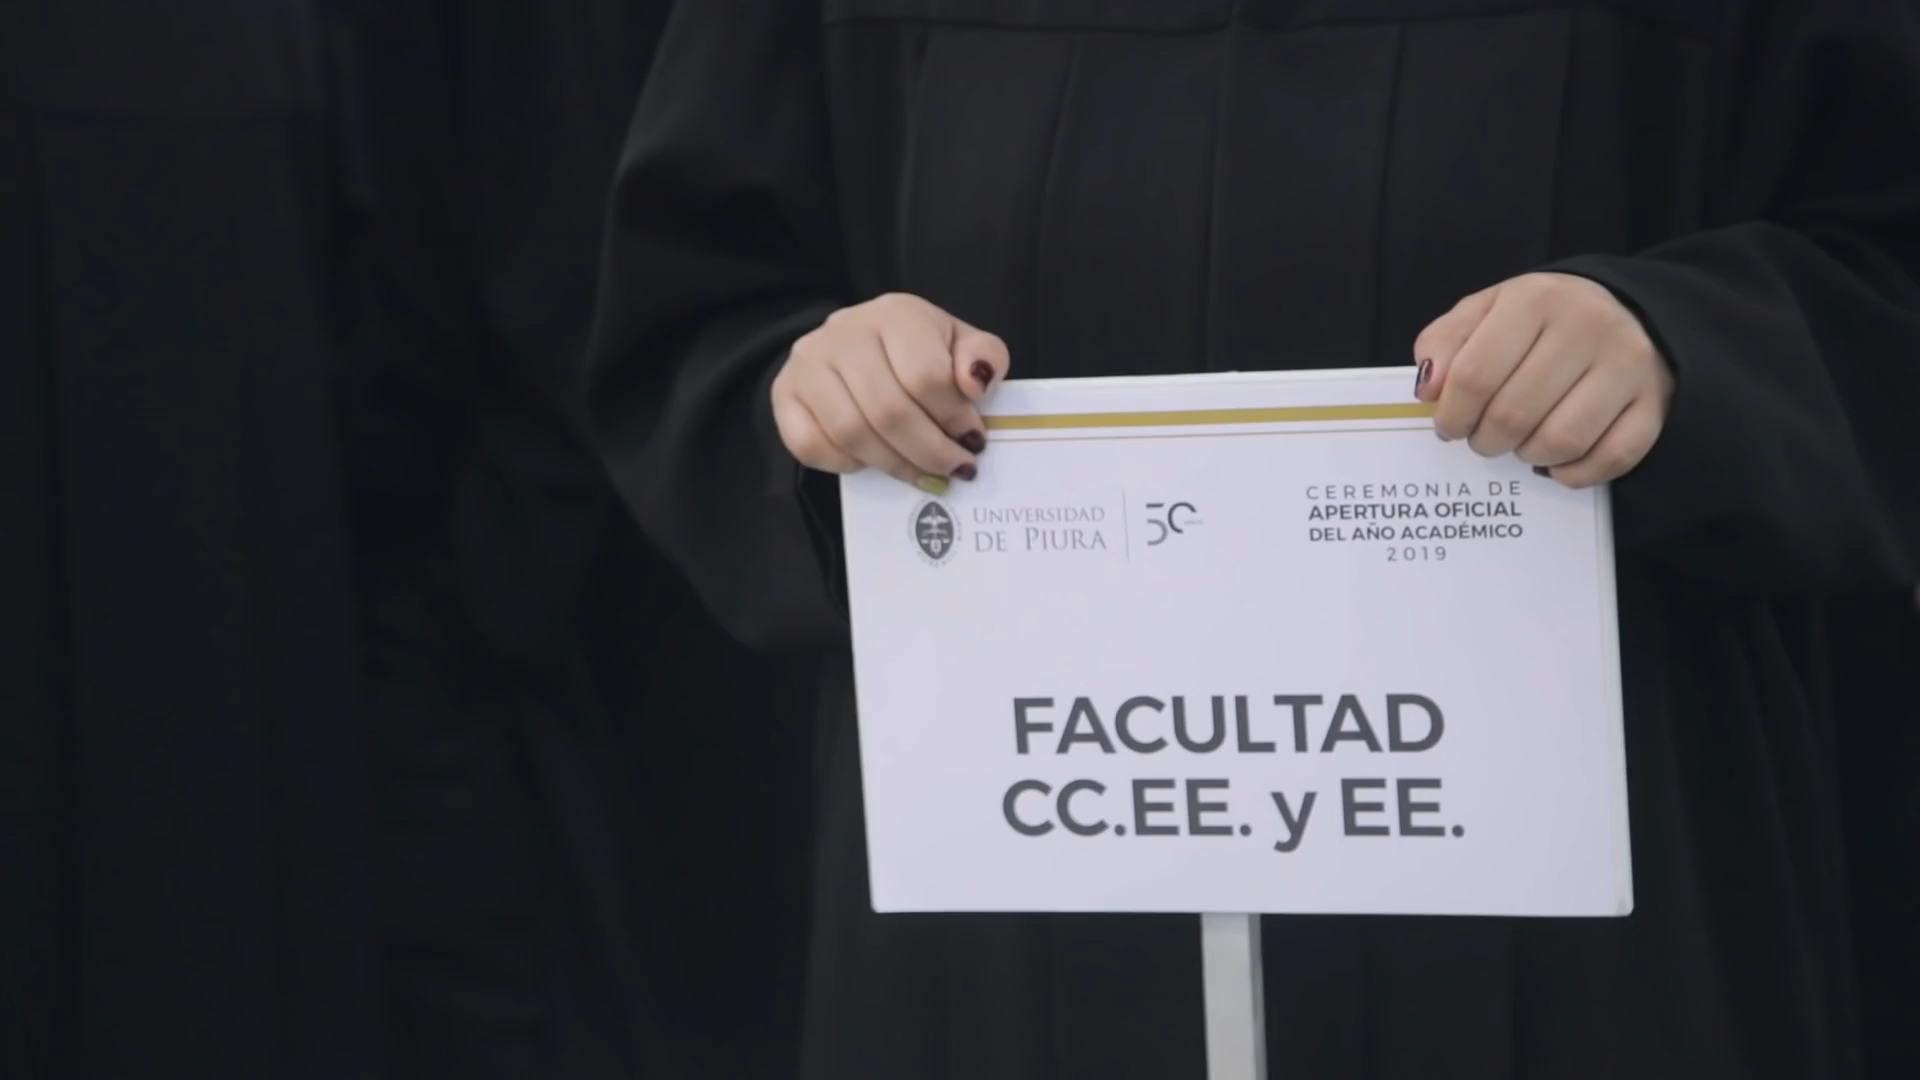 UNIVERSIDAD
DE PIURA
50
CEREMONIA DE
APERTURA OFICIAL
DEL AÑO ACADÉMICO
2019
FACULTAD
CC.EE. y EE.